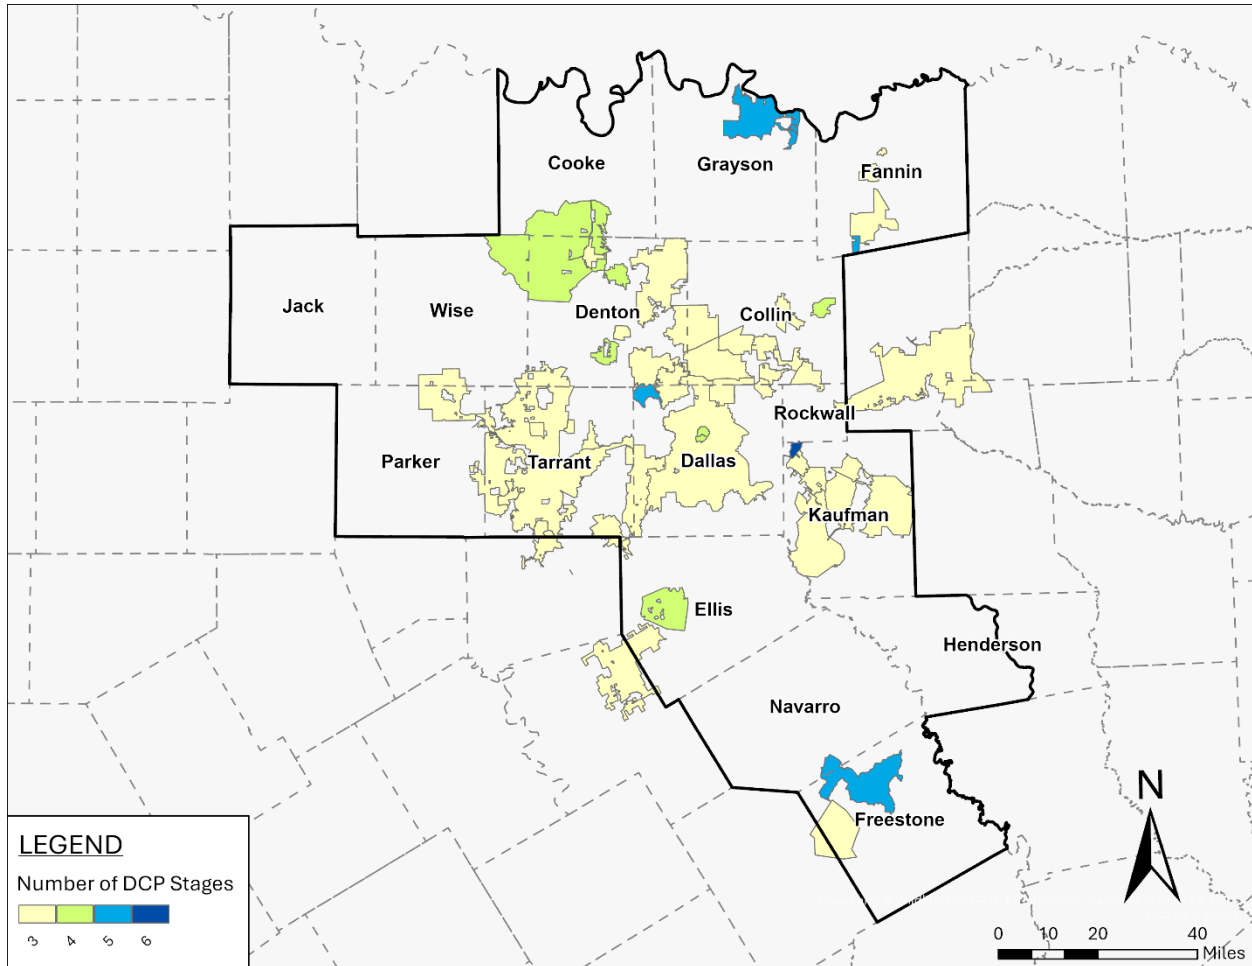 Cooke
Grayson
Fannin
Jack
Wise
Denton
Collin
Rockwall
Parker
Tarrant
Dallas
Kaufman
Ellis
Henderson
Navarro
Freestone
N
LEGEND
Number of DCP Stages
3 4 5 6
0 10 20 40
Miles